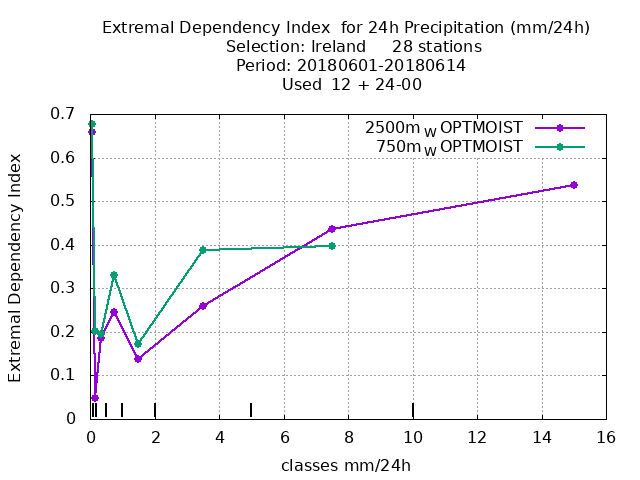 Extremal Dependency Index for 24h Precipitation (mm/24h)
Selection: Ireland 28 stations
Period: 20180601-20180614
Used 12 + 24-00
2500m W OPTMOIST
750m W OPTMOIST
Extremal Dependency Index
0.7
0.6
0.5
0.4
0.3
0.2
0.1
0
0 2 4 6 8 10 12 14 16
classes mm/24h